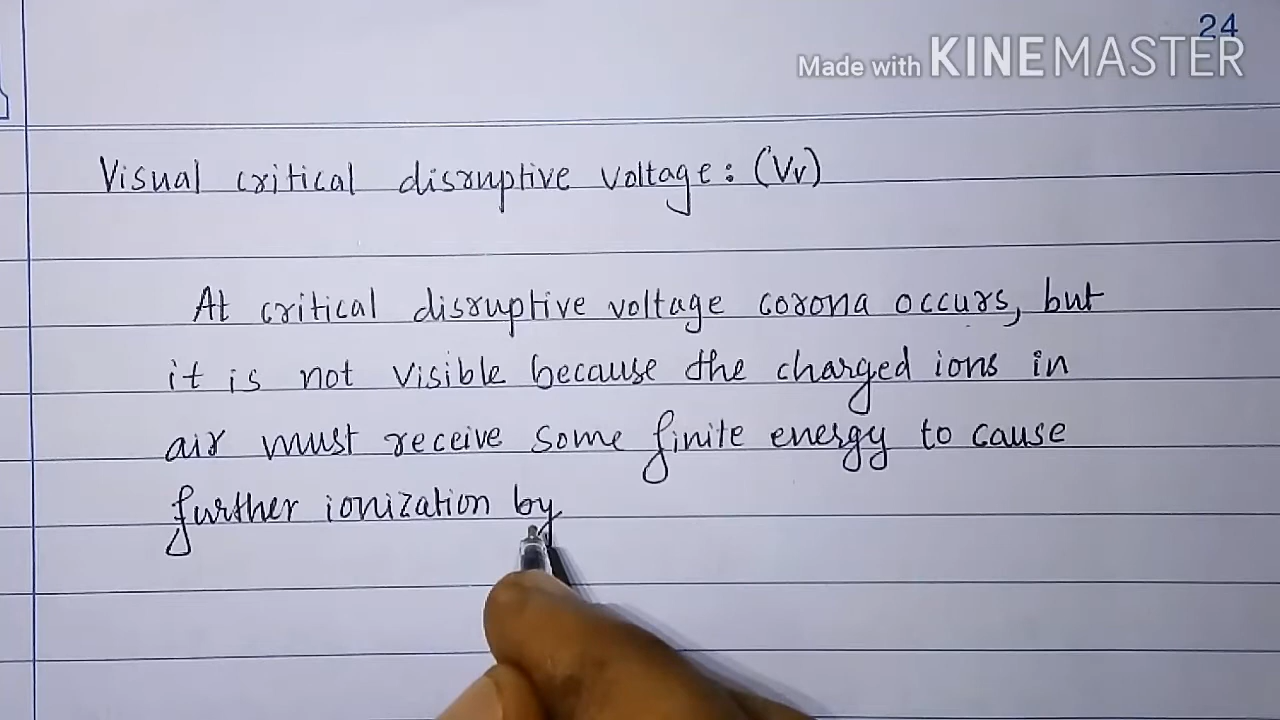 24
Made with KINEMASTER
Visual critical disruptive voltage: (Vv)
At critical disruptive voltage corona occurs, but
it is not visible because the charged ions in
air must receive some finite energy to cause
further ionization by